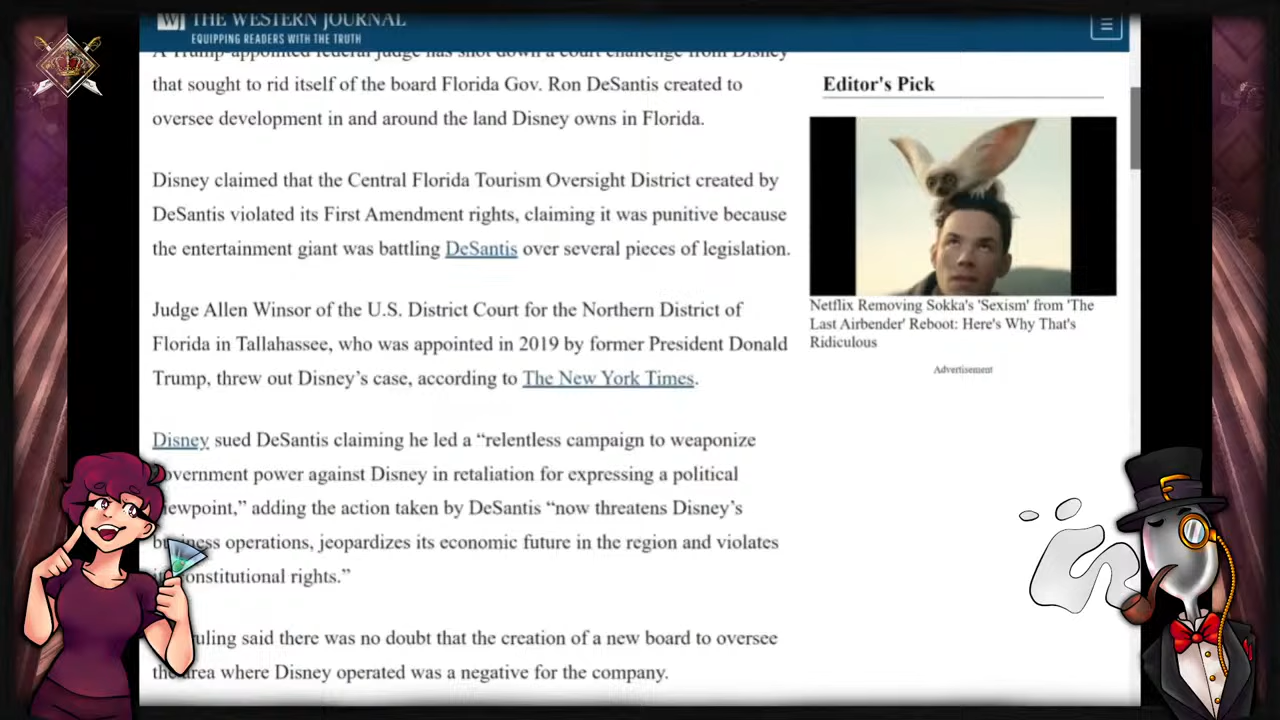 THE WESTERN JOURNAL
EQUIPPING READERS WITH THE TRUTH
A Trump-appointed federal judge has shot down a court challenge from Disney
that sought to rid itself of the board Florida Gov. Ron DeSantis created to
oversee development in and around the land Disney owns in Florida.
Disney claimed that the Central Florida Tourism Oversight District created by
DeSantis violated its First Amendment rights, claiming it was punitive because
the entertainment giant was battling DeSantis over several pieces of legislation.
Judge Allen Winsor of the U.S. District Court for the Northern District of
Florida in Tallahassee, who was appointed in 2019 by former President Donald
Trump, threw out Disney’s case, according to The New York Times.
Disney sued DeSantis claiming he led a “relentless campaign to weaponize
government power against Disney in retaliation for expressing a political
viewpoint,” adding the action taken by DeSantis “now threatens Disney’s
business operations, jeopardizes its economic future in the region and violates
its constitutional rights.”
ruling said there was no doubt that the creation of a new board to oversee
the area where Disney operated was a negative for the company.
Editor's Pick
Netflix Removing Sokka's 'Sexism' from 'The
Last Airbender' Reboot: Here's Why That's
Ridiculous
Advertisement